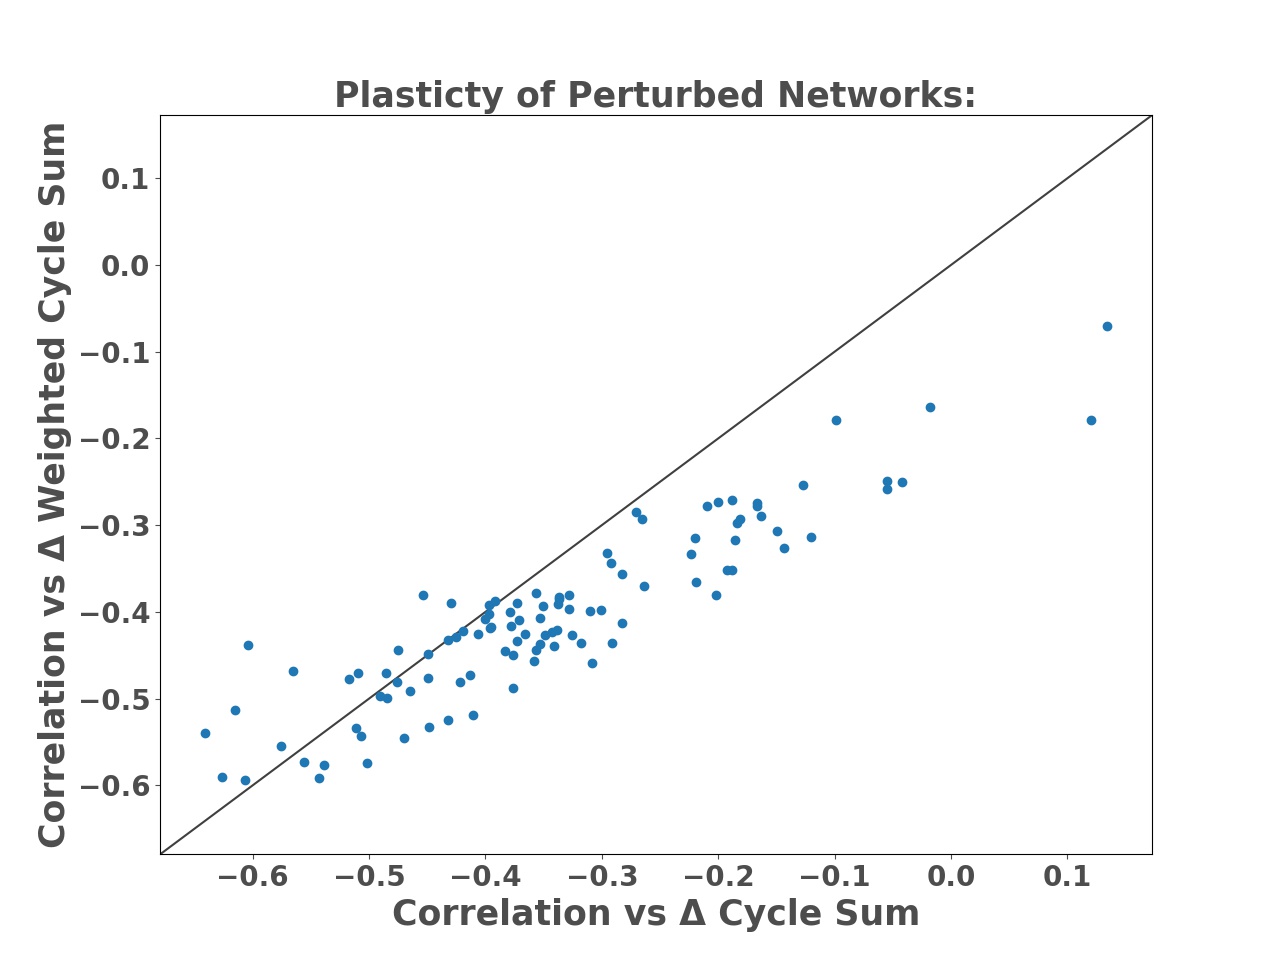 Plasticty of Perturbed Networks:
Correlation vs Δ Weighted Cycle Sum
0.1
0.0
−0.1
−0.2
−0.3
−0.4
−0.5
−0.6
−0.6 −0.5 −0.4 −0.3 −0.2 −0.1 0.0 0.1
Correlation vs Δ Cycle Sum